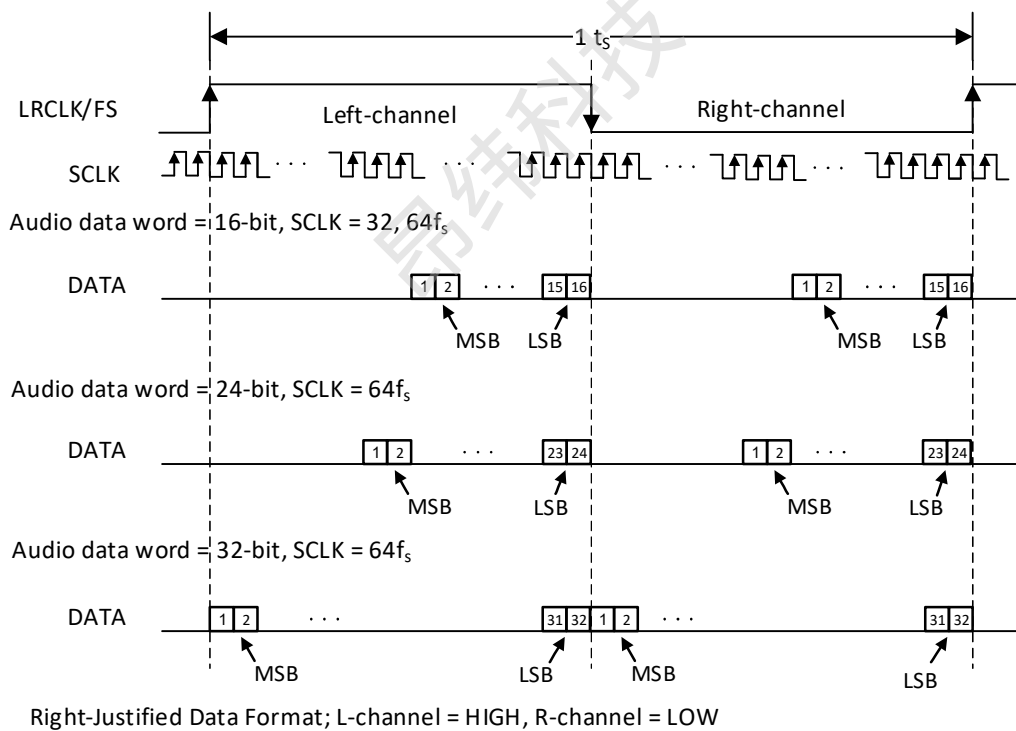 1 tₛ
LRCLK/FS
Left-channel
Right-channel
SCLK
Audio data word = 16-bit, SCLK = 32, 64fₛ
DATA
1 2 · · · 15 16 1 2 · · · 15 16
MSB LSB MSB LSB
Audio data word = 24-bit, SCLK = 64fₛ
DATA
1 2 · · · 23 24 1 2 · · · 23 24
MSB LSB MSB LSB
Audio data word = 32-bit, SCLK = 64fₛ
DATA
1 2 · · · 31 32 1 2 · · · 31 32
MSB LSB MSB LSB
Right-Justified Data Format; L-channel = HIGH, R-channel = LOW
昂纬科技